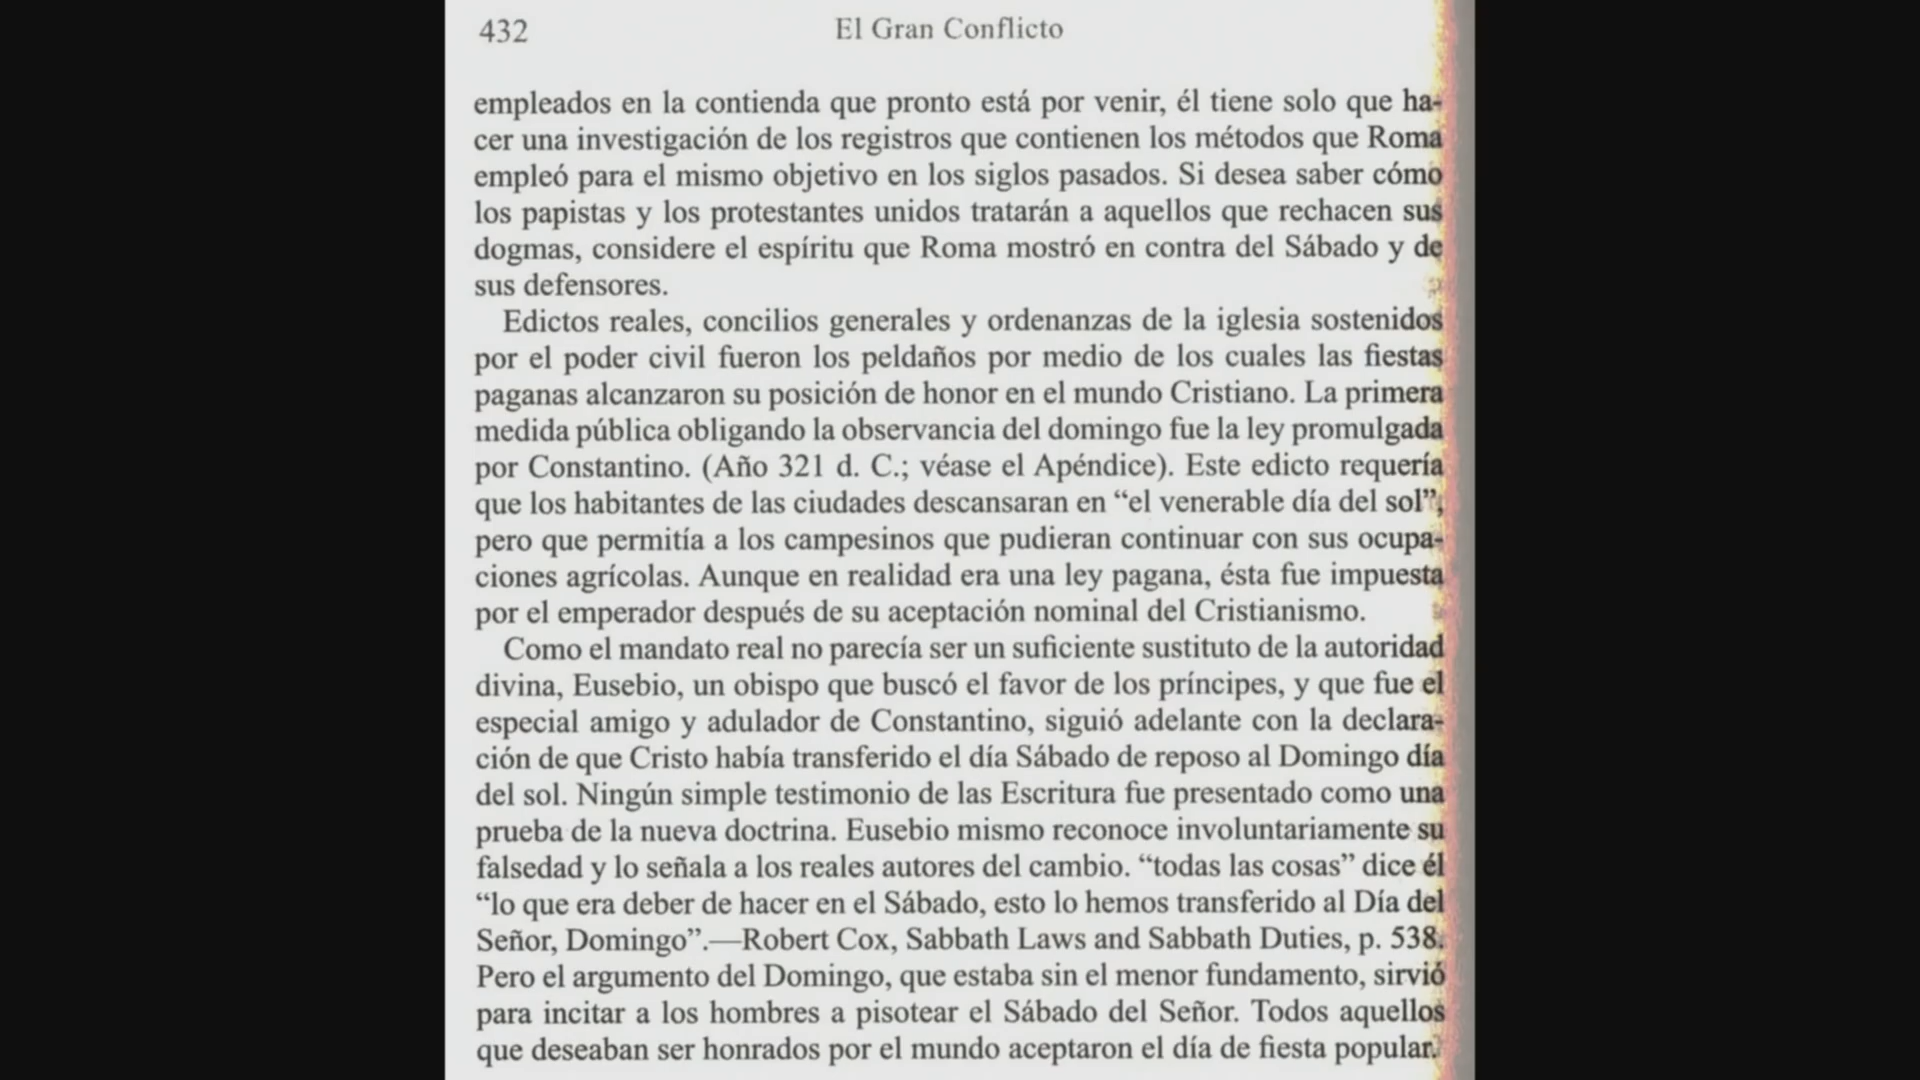 432
El Gran Conflicto
empleados en la contienda que pronto está por venir, él tiene solo que ha-
cer una investigación de los registros que contienen los métodos que Roma
empleó para el mismo objetivo en los siglos pasados. Si desea saber cómo
los papistas y los protestantes unidos tratarán a aquellos que rechacen sus
dogmas, considere el espíritu que Roma mostró en contra del Sábado y de
sus defensores.
Edictos reales, concilios generales y ordenanzas de la iglesia sostenidos
por el poder civil fueron los peldaños por medio de los cuales las fiestas
paganas alcanzaron su posición de honor en el mundo Cristiano. La primera
medida pública obligando la observancia del domingo fue la ley promulgada
por Constantino. (Año 321 d. C.; véase el Apéndice). Este edicto requería
que los habitantes de las ciudades descansaran en “el venerable día del sol”,
pero que permitía a los campesinos que pudieran continuar con sus ocupa-
ciones agrícolas. Aunque en realidad era una ley pagana, ésta fue impuesta
por el emperador después de su aceptación nominal del Cristianismo.
Como el mandato real no parecía ser un suficiente sustituto de la autoridad
divina, Eusebio, un obispo que buscó el favor de los príncipes, y que fue el
especial amigo y adulador de Constantino, siguió adelante con la declara-
ción de que Cristo había transferido el día Sábado de reposo al Domingo día
del sol. Ningún simple testimonio de las Escritura fue presentado como una
prueba de la nueva doctrina. Eusebio mismo reconoce involuntariamente su
falsedad y lo señala a los reales autores del cambio. “todas las cosas” dice él
“lo que era deber de hacer en el Sábado, esto lo hemos transferido al Día del
Señor, Domingo”.—Robert Cox, Sabbath Laws and Sabbath Duties, p. 538.
Pero el argumento del Domingo, que estaba sin el menor fundamento, sirvió
para incitar a los hombres a pisotear el Sábado del Señor. Todos aquellos
que deseaban ser honrados por el mundo aceptaron el día de fiesta popular.